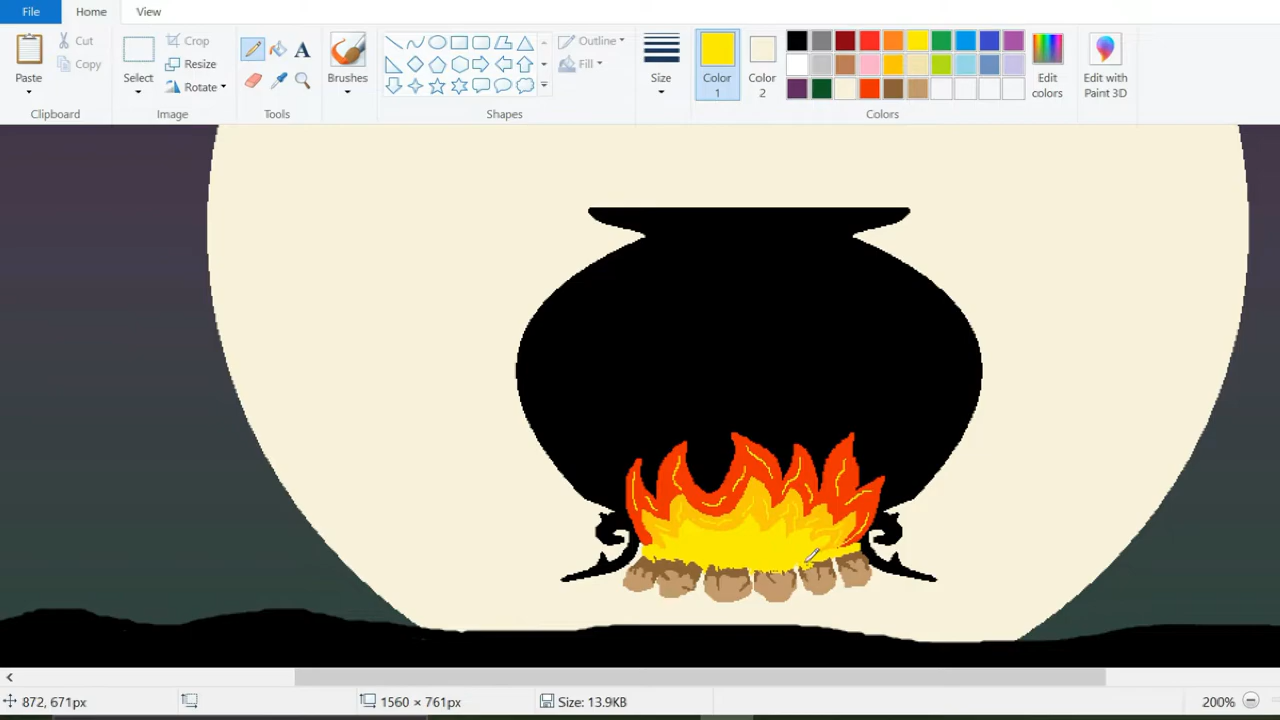 File Home View
Paste
Cut
Copy
Clipboard
Select
Crop
Resize
Rotate
Image
A
Tools
Brushes
Outline
Fill
Shapes
Size
Color
1
Color
2
Edit
colors
Edit with
Paint 3D
Colors
872, 671px
1560 × 761px
Size: 13.9KB
200%